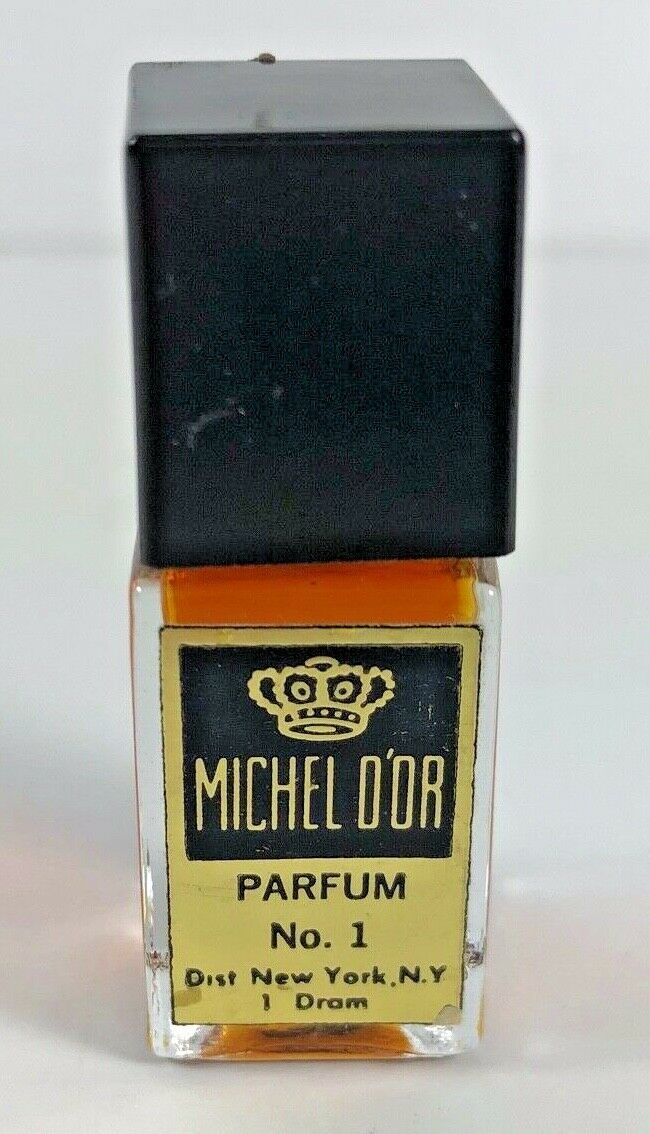 MICHEL D'OR
PARFUM
No. 1
Dist New York, N.Y
1 Dram